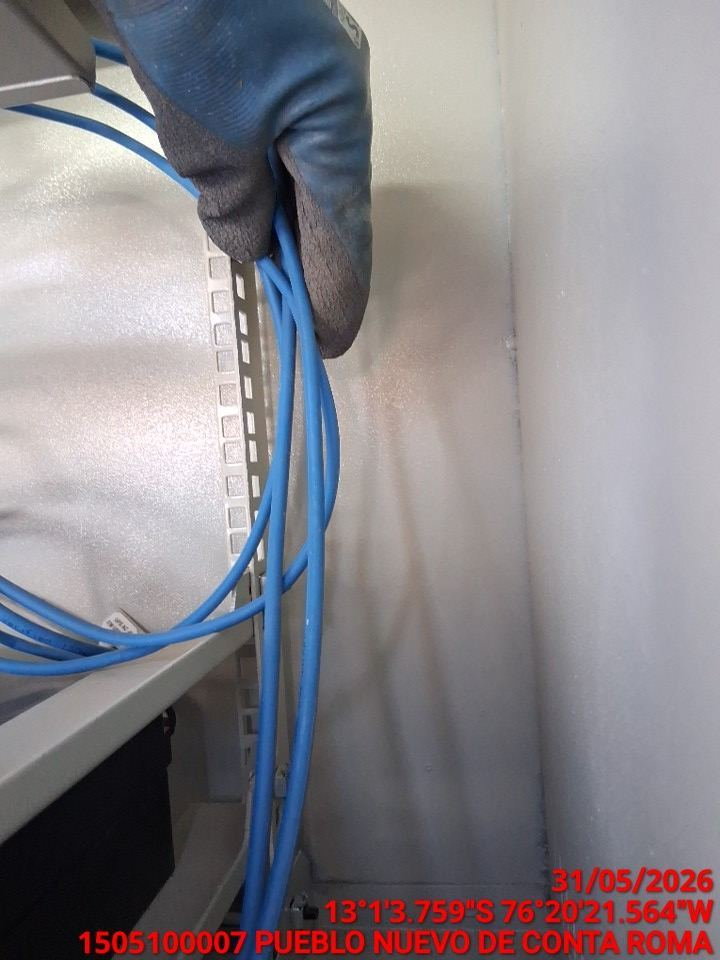 31/05/2026
13°1'3.759"S 76°20'21.564"W
1505100007 PUEBLO NUEVO DE CONTA ROMA